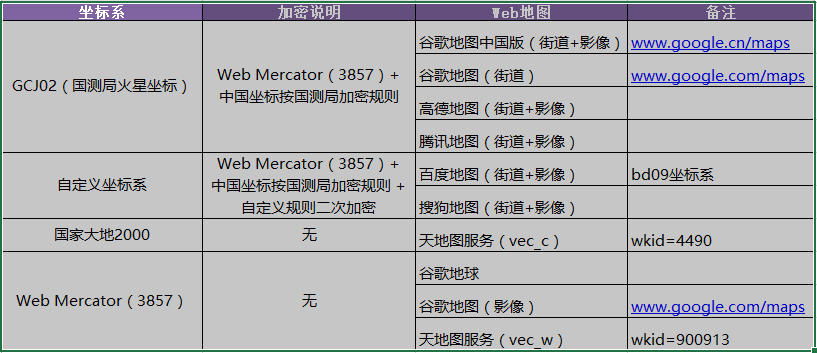 坐标系 加密说明 Web地图 备注
GCJ02（国测局火星坐标）
Web Mercator（3857）+
中国坐标按国测局加密规则
谷歌地图中国版（街道+影像） www.google.cn/maps
谷歌地图（街道） www.google.com/maps
高德地图（街道+影像）
腾讯地图（街道+影像）
自定义坐标系
Web Mercator（3857）+
中国坐标按国测局加密规则 +
自定义规则二次加密
百度地图（街道+影像） bd09坐标系
搜狗地图（街道+影像）
国家大地2000 无 天地图服务（vec_c） wkid=4490
Web Mercator（3857） 无
谷歌地球
谷歌地图（影像） www.google.com/maps
天地图服务（vec_w） wkid=900913